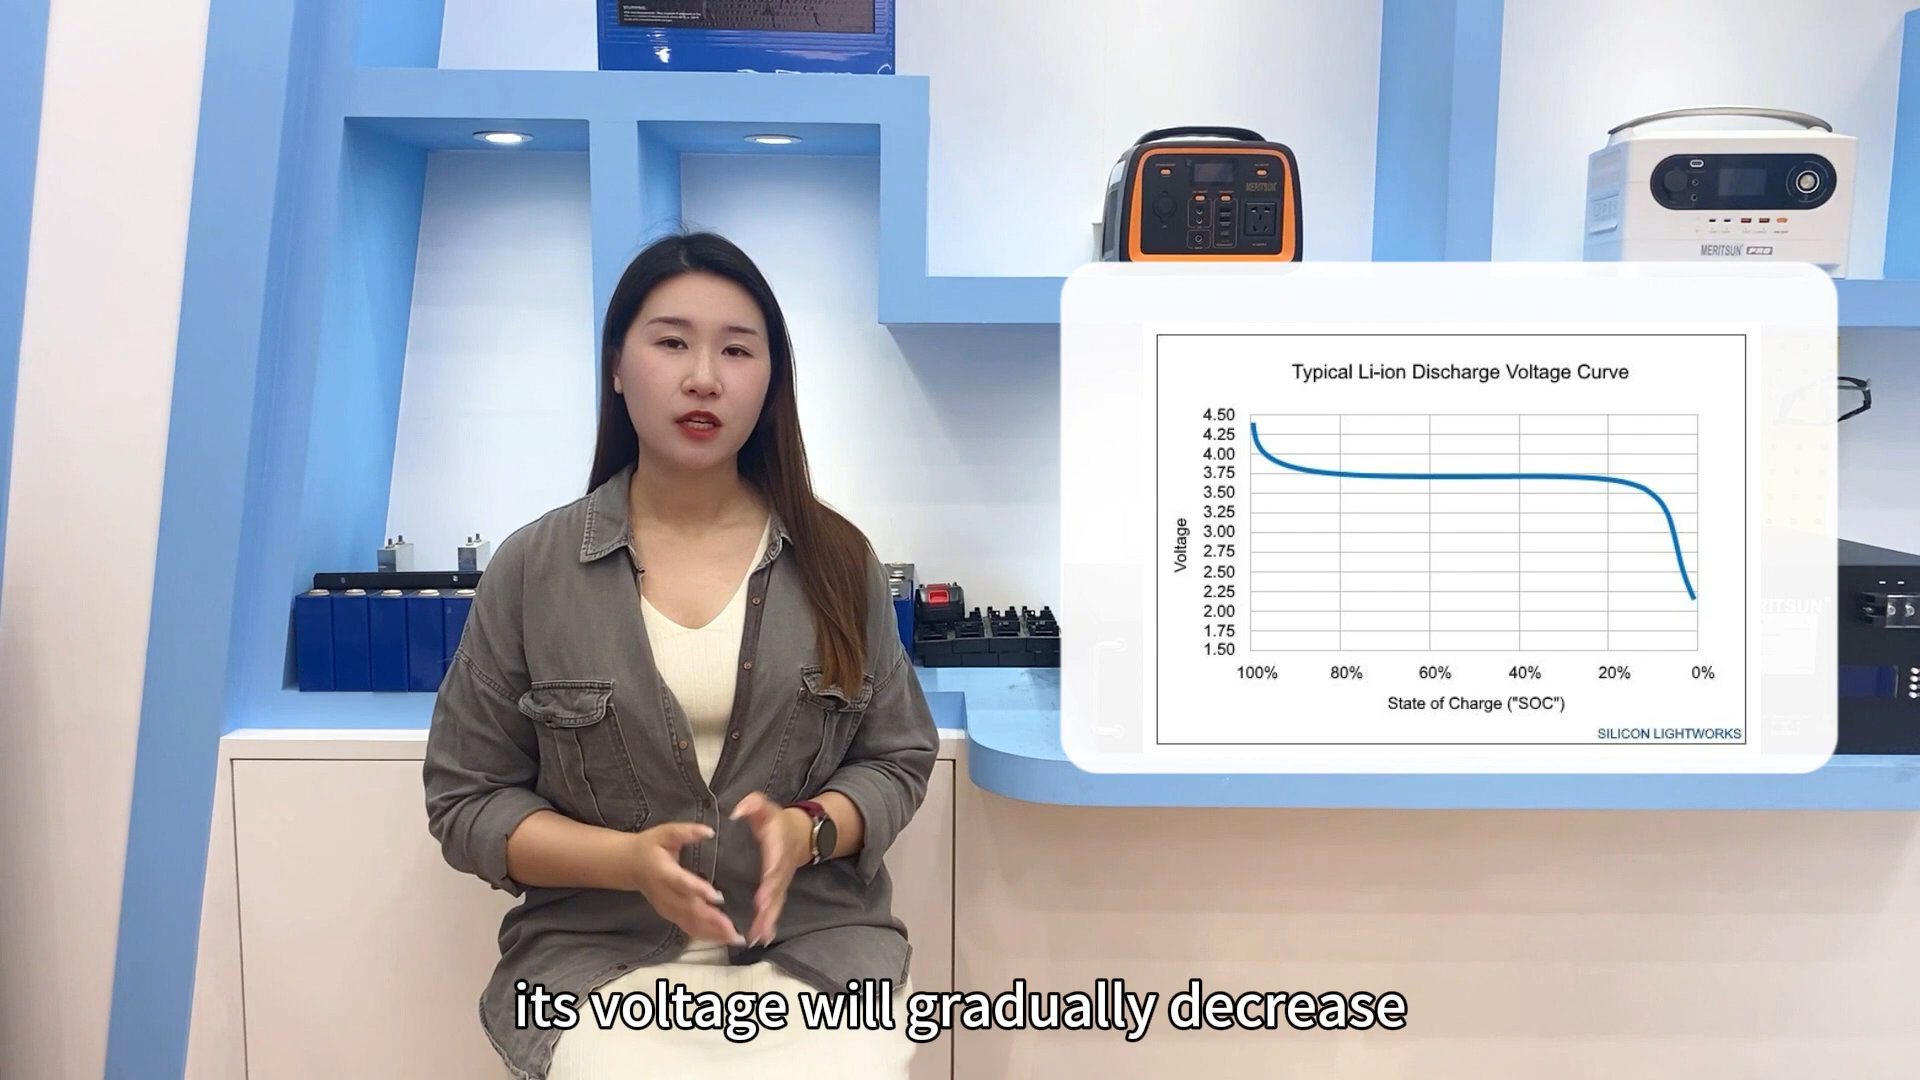 MERITSUN
MERITSUN PRO
Typical Li-ion Discharge Voltage Curve
4.50
4.25
4.00
3.75
3.50
3.25
3.00
2.75
2.50
2.25
2.00
1.75
1.50
Voltage
100% 80% 60% 40% 20% 0%
State of Charge ("SOC")
SILICON LIGHTWORKS
its voltage will gradually decrease